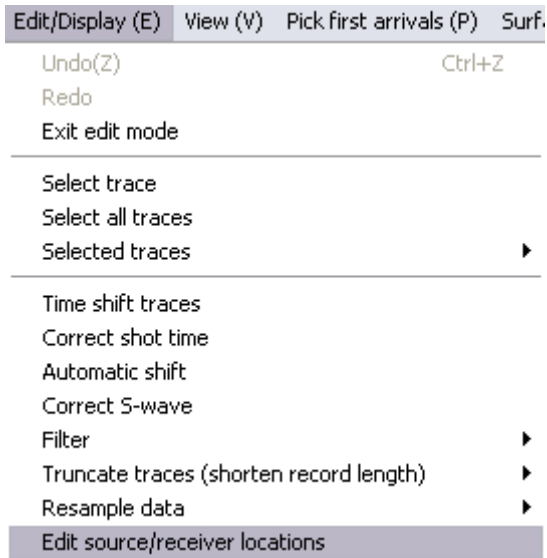 Edit/Display (E) View (V) Pick first arrivals (P) Surf
Undo(Z) Ctrl+Z
Redo
Exit edit mode
Select trace
Select all traces
Selected traces
Time shift traces
Correct shot time
Automatic shift
Correct S-wave
Filter
Truncate traces (shorten record length)
Resample data
Edit source/receiver locations